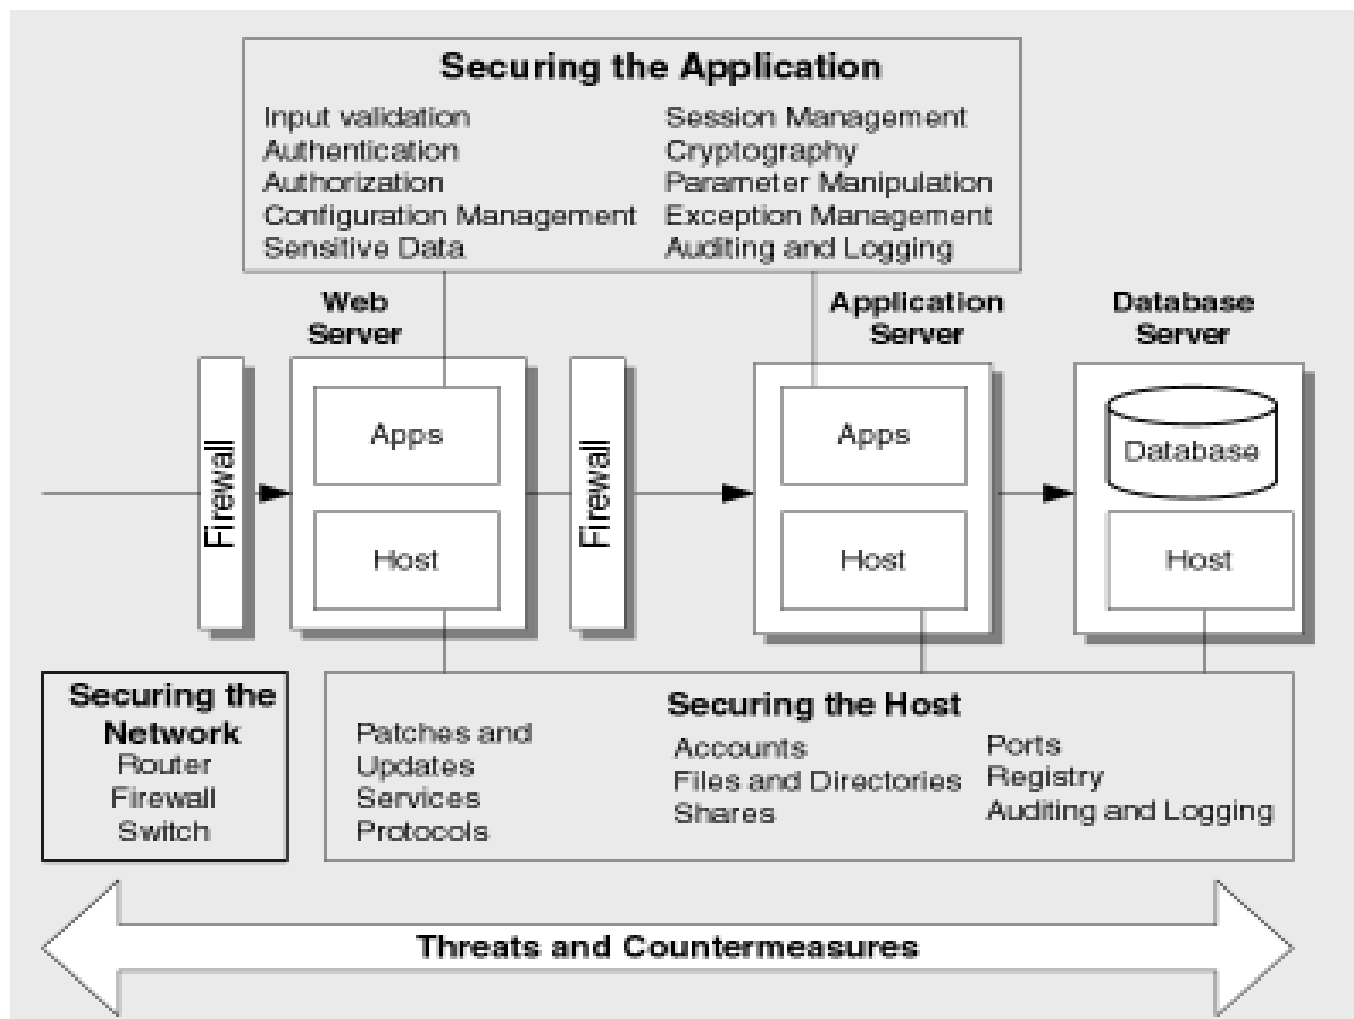 Securing the Application
Input validation
Authentication
Authorization
Configuration Management
Sensitive Data
Session Management
Cryptography
Parameter Manipulation
Exception Management
Auditing and Logging
Web
Server
Application
Server
Database
Server
Firewall
Apps
Host
Firewall
Apps
Host
Database
Host
Securing the
Network
Router
Firewall
Switch
Securing the Host
Patches and
Updates
Services
Protocols
Accounts
Files and Directories
Shares
Ports
Registry
Auditing and Logging
Threats and Countermeasures